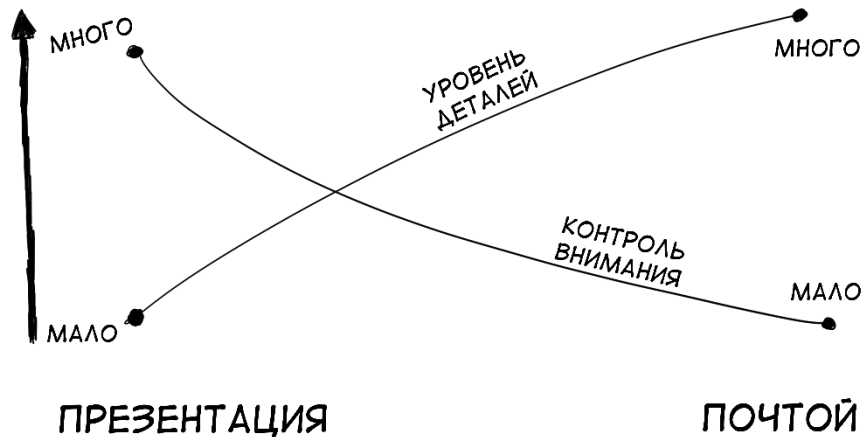 МНОГО
УРОВЕНЬ
ДЕТАЛЕЙ
МНОГО
КОНТРОЛЬ
ВНИМАНИЯ
МАЛО
МАЛО
ПРЕЗЕНТАЦИЯ
ПОЧТОЙ